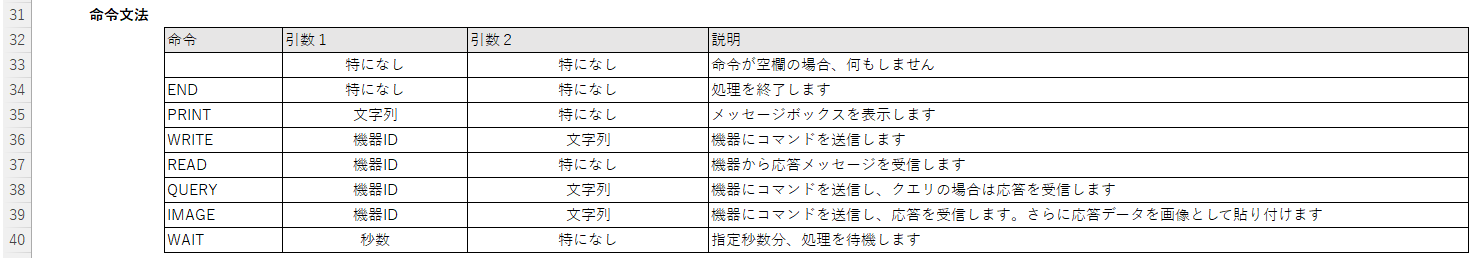 31 命令文法
32 命令 引数１ 引数２ 説明
33 特になし 特になし 命令が空欄の場合、何もしません
34 END 特になし 特になし 処理を終了します
35 PRINT 文字列 特になし メッセージボックスを表示します
36 WRITE 機器ID 文字列 機器にコマンドを送信します
37 READ 機器ID 特になし 機器から応答メッセージを受信します
38 QUERY 機器ID 文字列 機器にコマンドを送信し、クエリの場合は応答を受信します
39 IMAGE 機器ID 文字列 機器にコマンドを送信し、応答を受信します。さらに応答データを画像として貼り付けます
40 WAIT 秒数 特になし 指定秒数分、処理を待機します